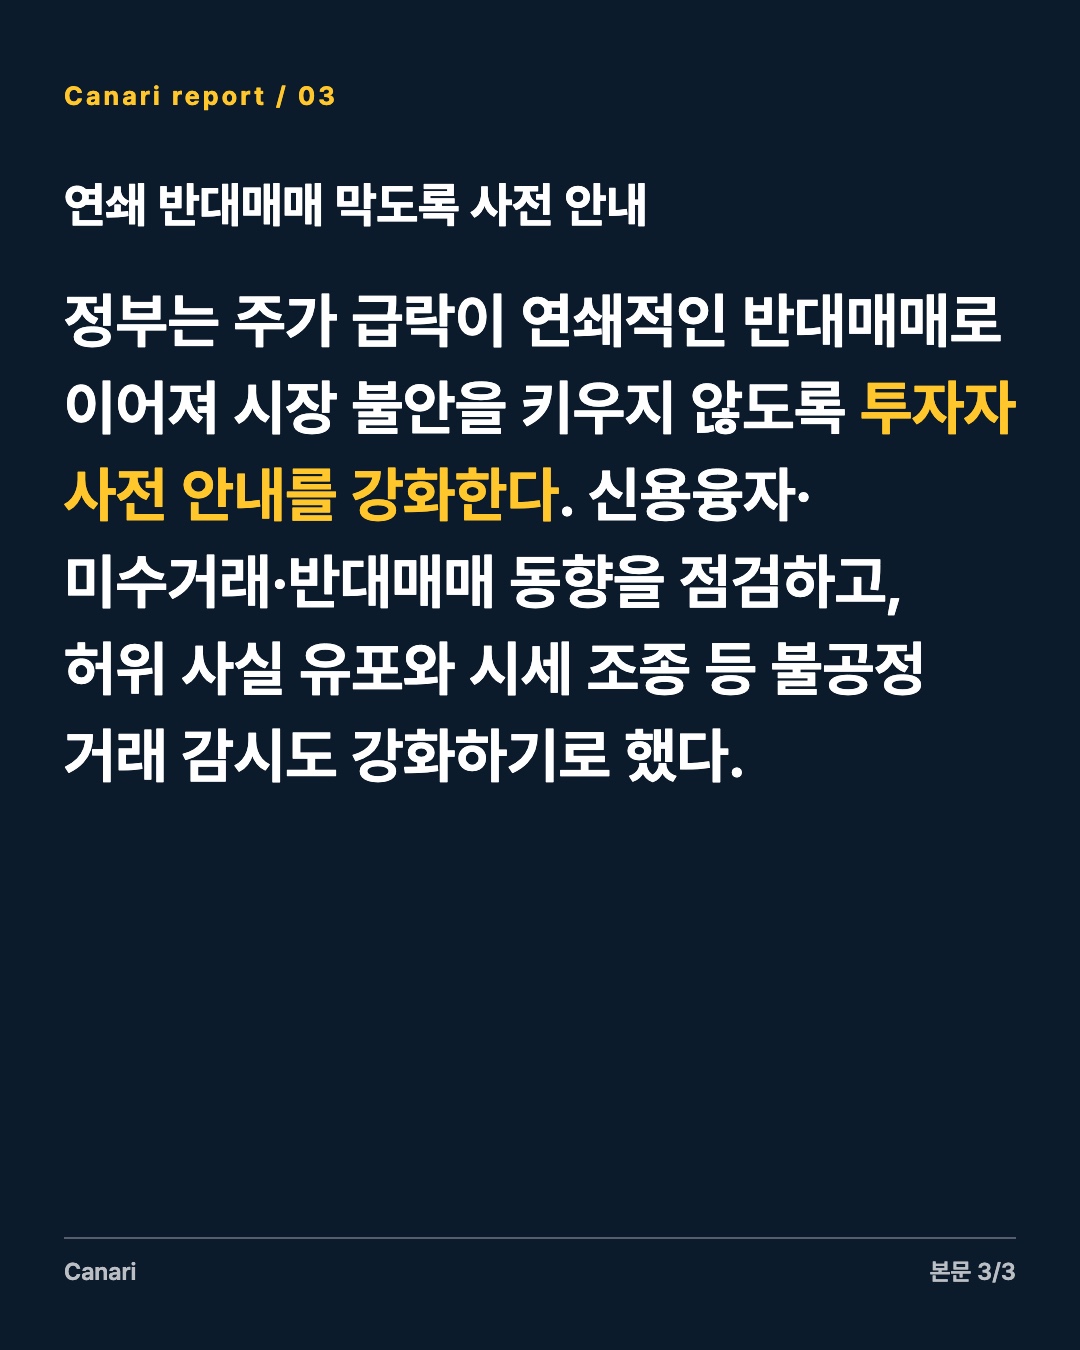 Canari report / 03
연쇄 반대매매 막도록 사전 안내
정부는 주가 급락이 연쇄적인 반대매매로
이어져 시장 불안을 키우지 않도록 투자자
사전 안내를 강화한다. 신용융자·
미수거래·반대매매 동향을 점검하고,
허위 사실 유포와 시세 조종 등 불공정
거래 감시도 강화하기로 했다.
Canari
본문 3/3